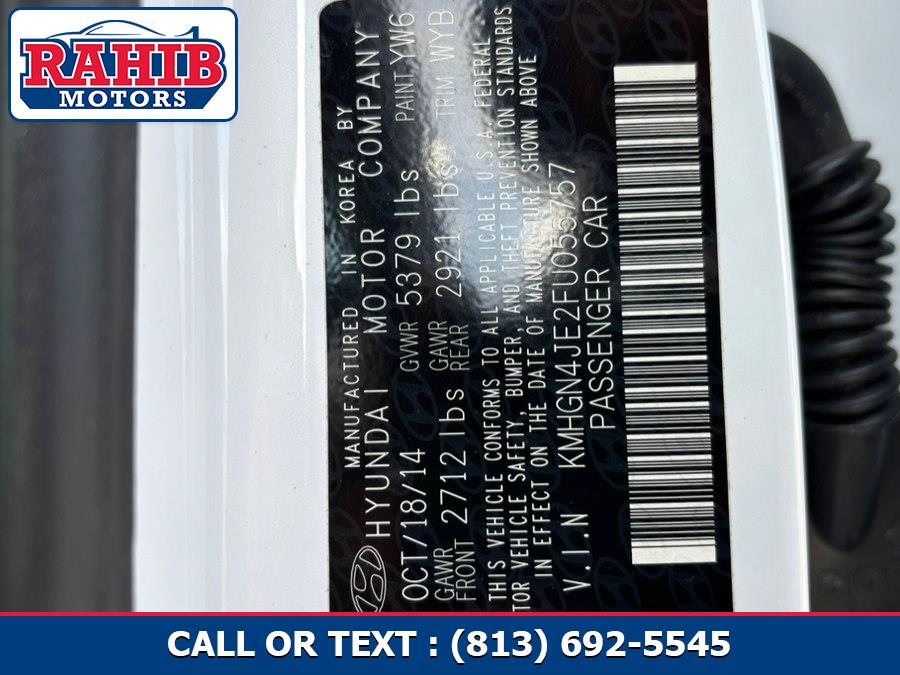 RAHIB
MOTORS
MANUFACTURED IN KOREA BY
HYUNDAI MOTOR COMPANY
OCT/18/14 GVWR 5379 lbs PAINT YW6
GAWR FRONT 2712 lbs GAWR REAR 2921 lbs TRIM WYB
THIS VEHICLE CONFORMS TO ALL APPLICABLE U.S.A. FEDERAL
TOR VEHICLE SAFETY, BUMPER, AND THEFT PREVENTION STANDARDS
IN EFFECT ON THE DATE OF MANUFACTURE SHOWN ABOVE
V.I.N KMHGN4JE2FU055757
PASSENGER CAR
CALL OR TEXT : (813) 692-5545